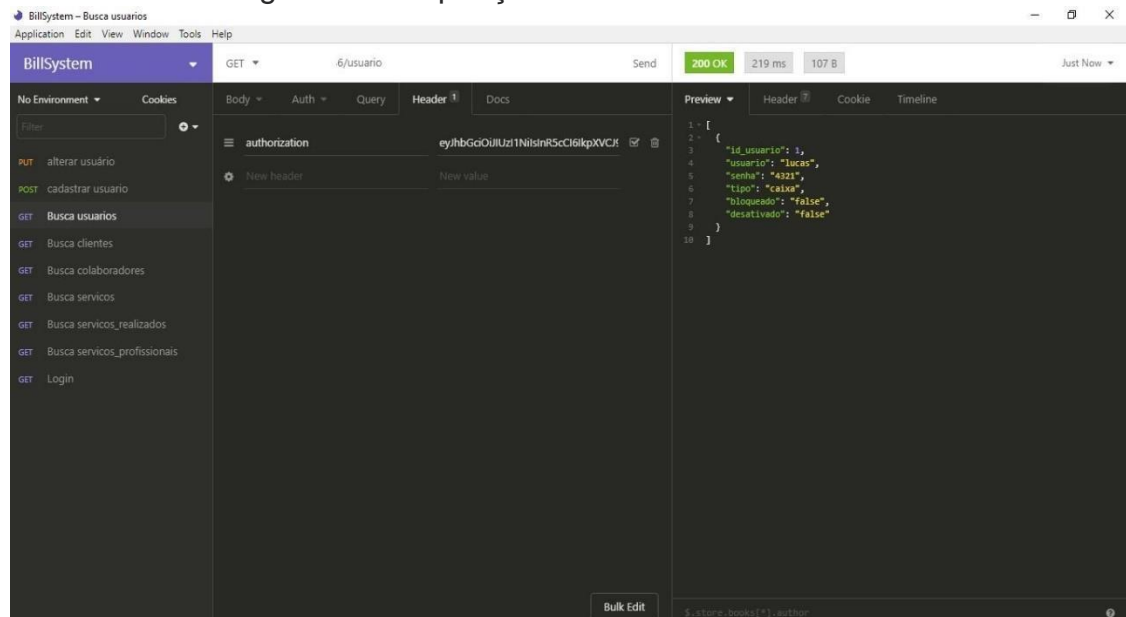 BillSystem – Busca usuarios
Application Edit View Window Tools Help
BillSystem
GET 6/usuario Send
200 OK 219 ms 107 B Just Now
No Environment Cookies
Body Auth Query Header 1 Docs
Preview Header 7 Cookie Timeline
Filter
authorization eyJhbGciOiJIUzI1NiIsInR5cCI6IkpXVCJ9
New header New value
PUT alterar usuário
POST cadastrar usuario
GET Busca usuarios
GET Busca clientes
GET Busca colaboradores
GET Busca servicos
GET Busca servicos_realizados
GET Busca servicos_profissionais
GET Login
1 [
2 {
3 "id_usuario": 1,
4 "usuario": "lucas",
5 "senha": "4321",
6 "tipo": "caixa",
7 "bloqueado": "false",
8 "desativado": "false"
9 }
10 ]
Bulk Edit
$.store.books[*].author